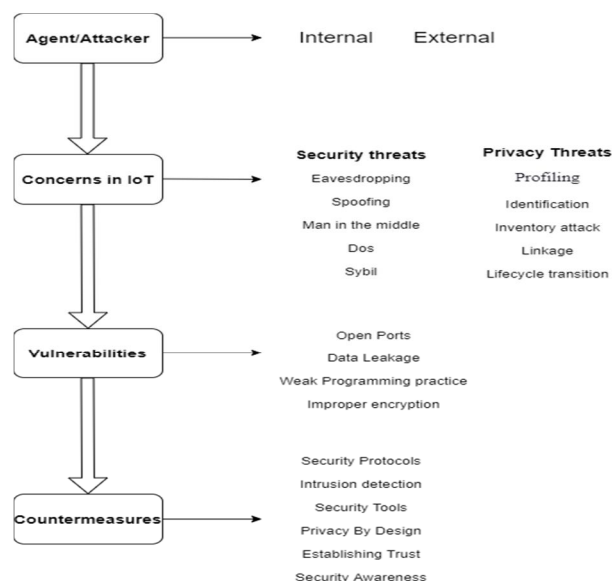 Agent/Attacker
Internal External
Concerns in IoT
Security threats
Eavesdropping
Spoofing
Man in the middle
Dos
Sybil
Privacy Threats
Profiling
Identification
Inventory attack
Linkage
Lifecycle transition
Vulnerabilities
Open Ports
Data Leakage
Weak Programming practice
Improper encryption
Countermeasures
Security Protocols
Intrusion detection
Security Tools
Privacy By Design
Establishing Trust
Security Awareness